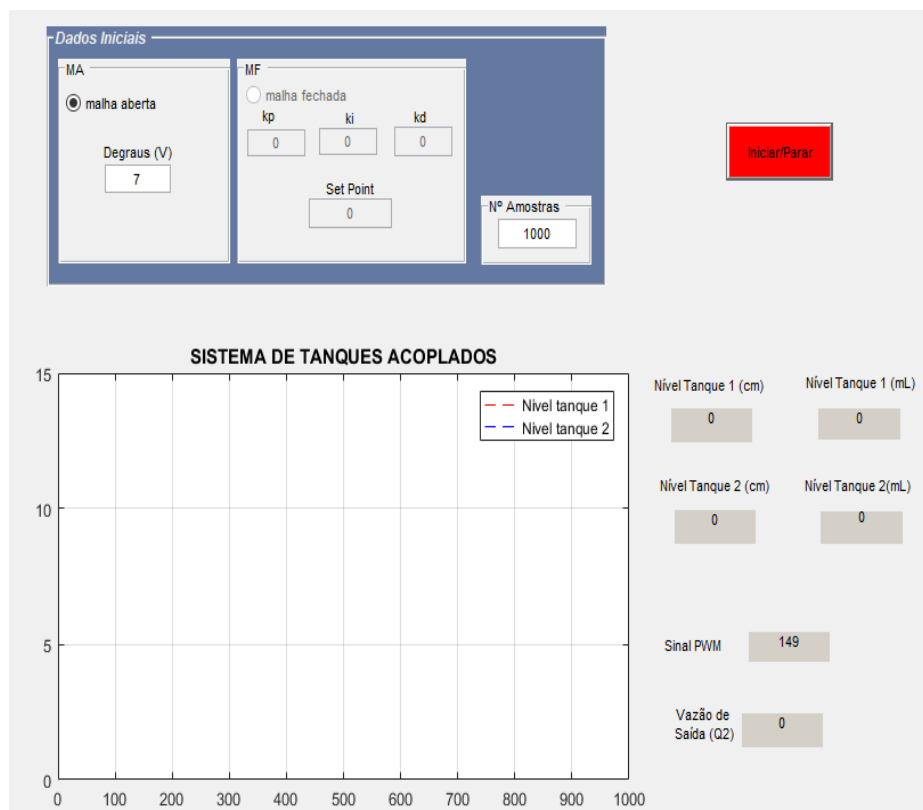 Dados Iniciais
MA
malha aberta
Degraus (V)
7
MF
malha fechada
kp ki kd
0 0 0
Set Point
0
Nº Amostras
1000
Iniciar/Parar
SISTEMA DE TANQUES ACOPLADOS
Nivel tanque 1
Nivel tanque 2
15
10
5
0
0 100 200 300 400 500 600 700 800 900 1000
Nível Tanque 1 (cm) Nível Tanque 1 (mL)
0 0
Nível Tanque 2 (cm) Nível Tanque 2(mL)
0 0
Sinal PWM 149
Vazão de
Saída (Q2) 0